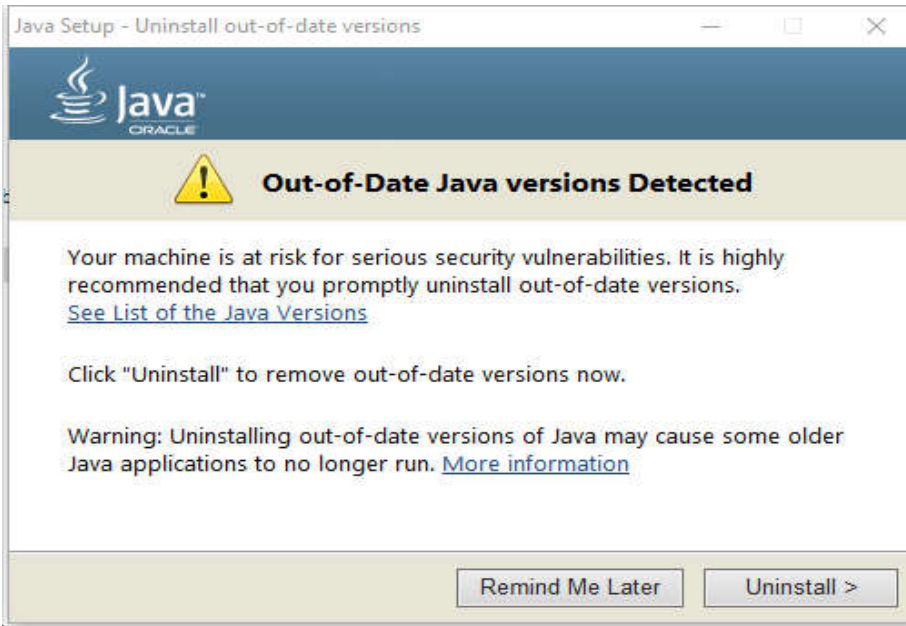 Java Setup - Uninstall out-of-date versions
Java™
ORACLE
Out-of-Date Java versions Detected
Your machine is at risk for serious security vulnerabilities. It is highly
recommended that you promptly uninstall out-of-date versions.
See List of the Java Versions
Click "Uninstall" to remove out-of-date versions now.
Warning: Uninstalling out-of-date versions of Java may cause some older
Java applications to no longer run. More information
Remind Me Later
Uninstall >